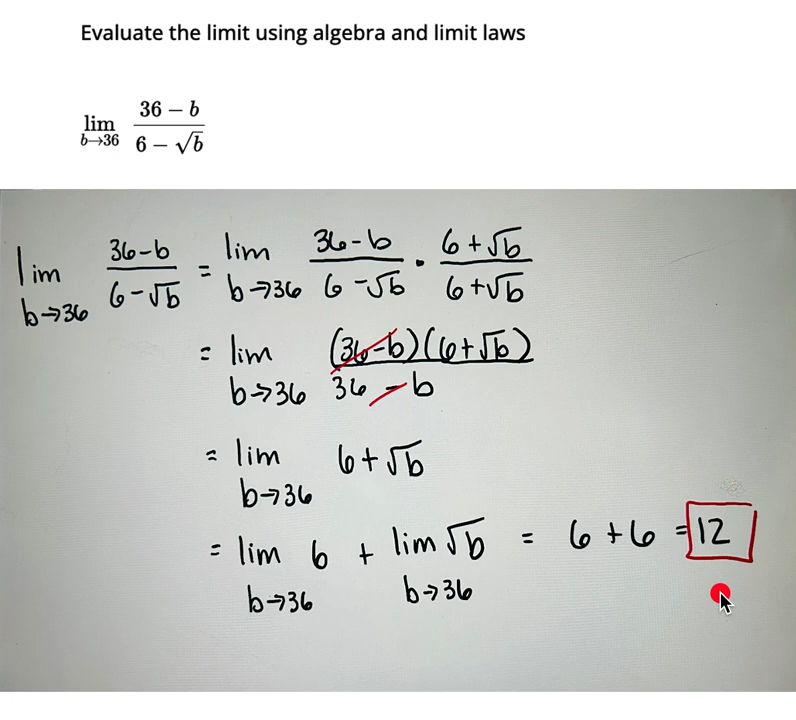 Evaluate the limit using algebra and limit laws
lim b→36 (36 − b)/(6 − √b)
lim b→36 (36-b)/(6-√b) = lim b→36 (36-b)/(6-√b) · (6+√b)/(6+√b)
= lim b→36 (36-b)(6+√b)/(36-b)
= lim b→36 6+√b
= lim b→36 6 + lim b→36 √b = 6+6 = 12